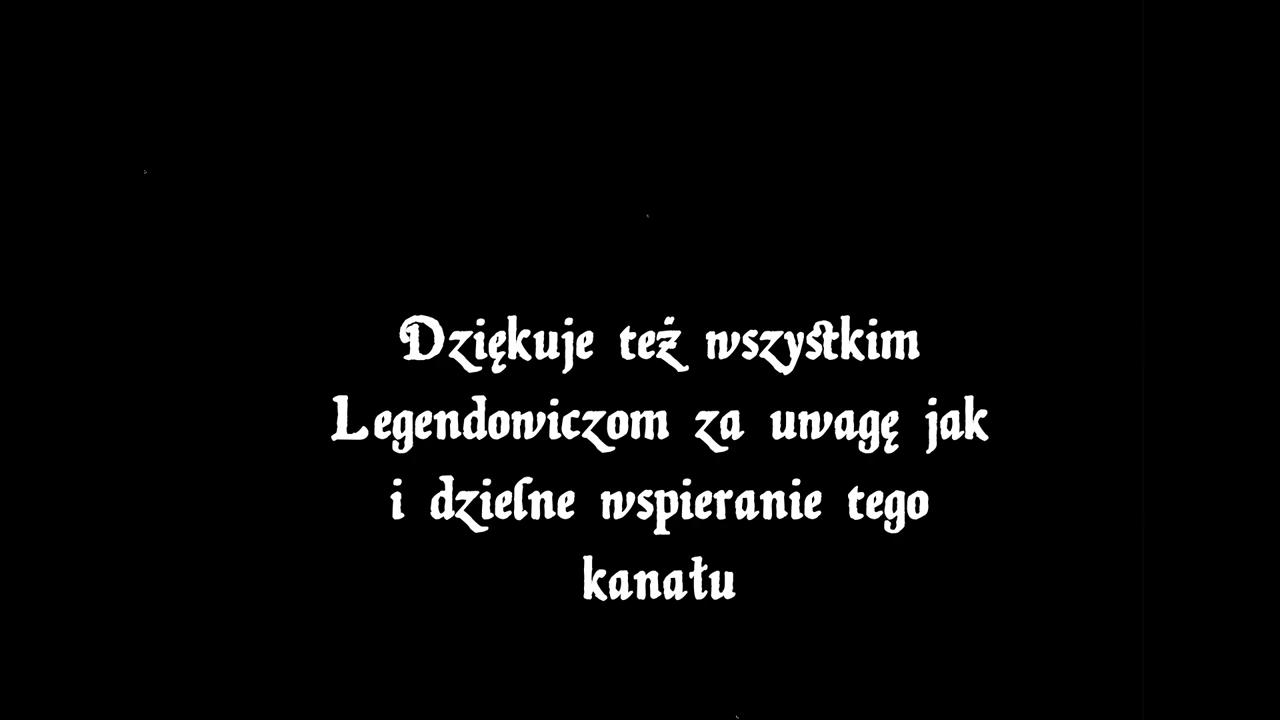 Dziękuje też wszystkim
Legendowiczom za uwagę jak
i dzielne wspieranie tego
kanału